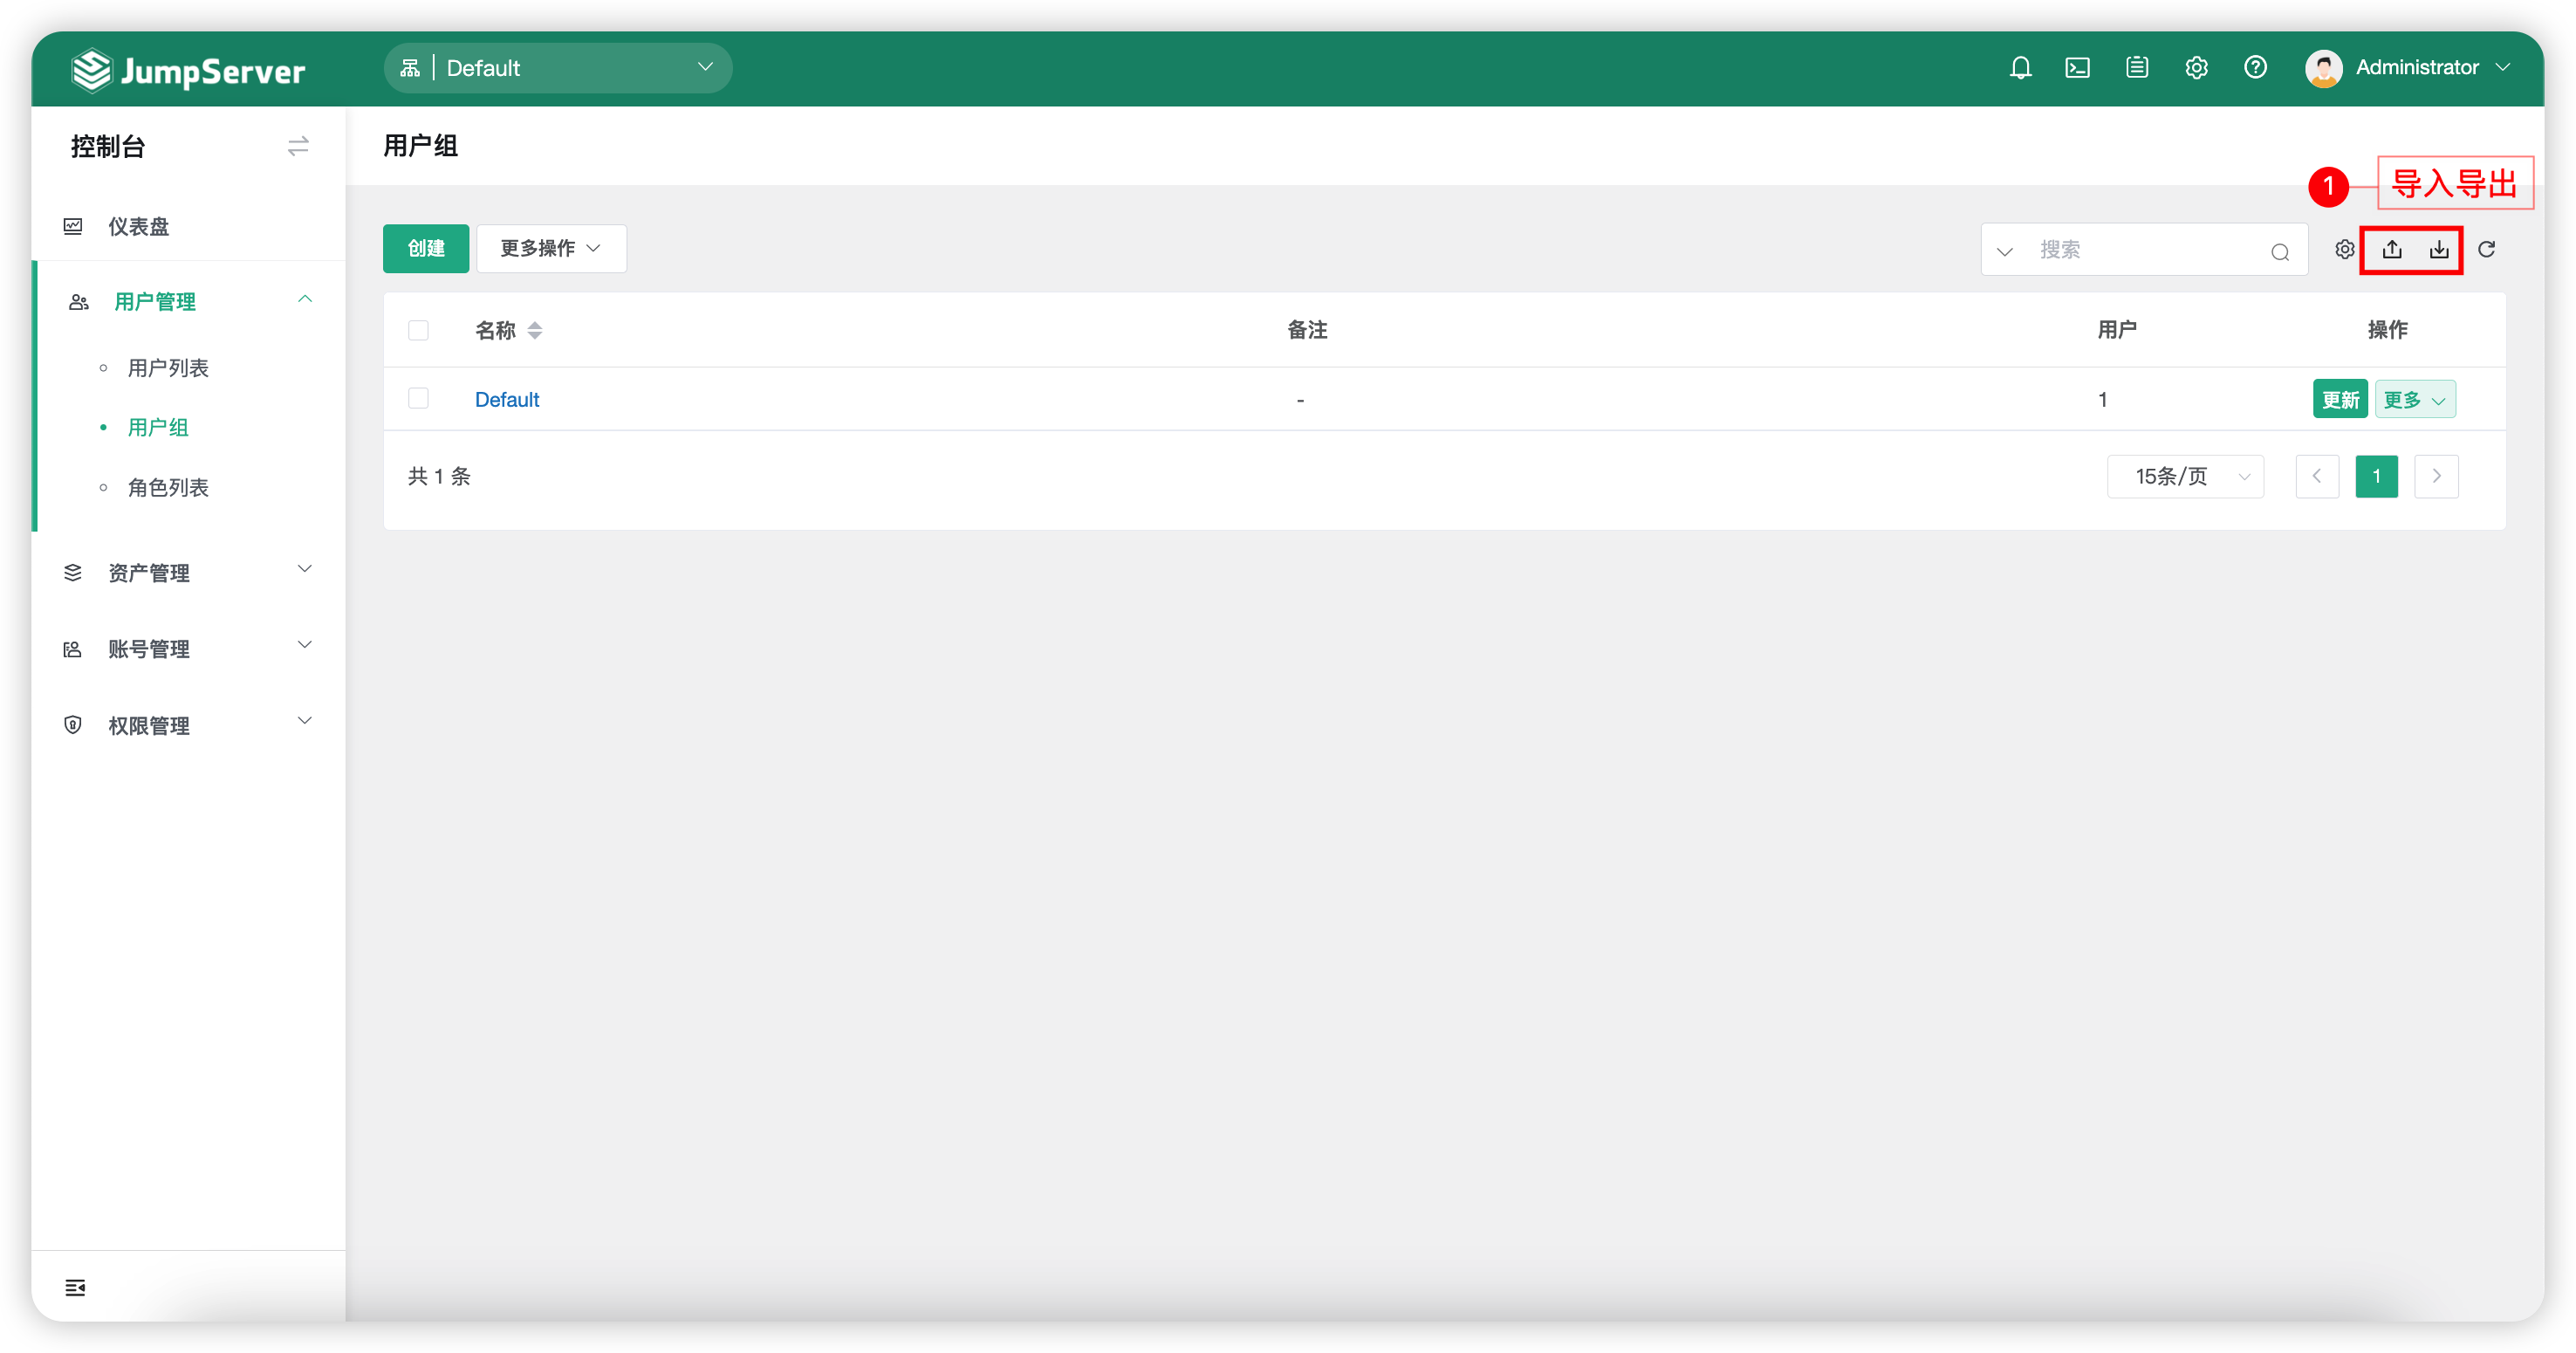 JumpServer
Default
Administrator
控制台
用户组
1 导入导出
仪表盘
创建
更多操作
搜索
用户管理
名称 备注 用户 操作
用户列表
Default - 1 更新 更多
用户组
共 1 条 15条/页 1
角色列表
资产管理
账号管理
权限管理